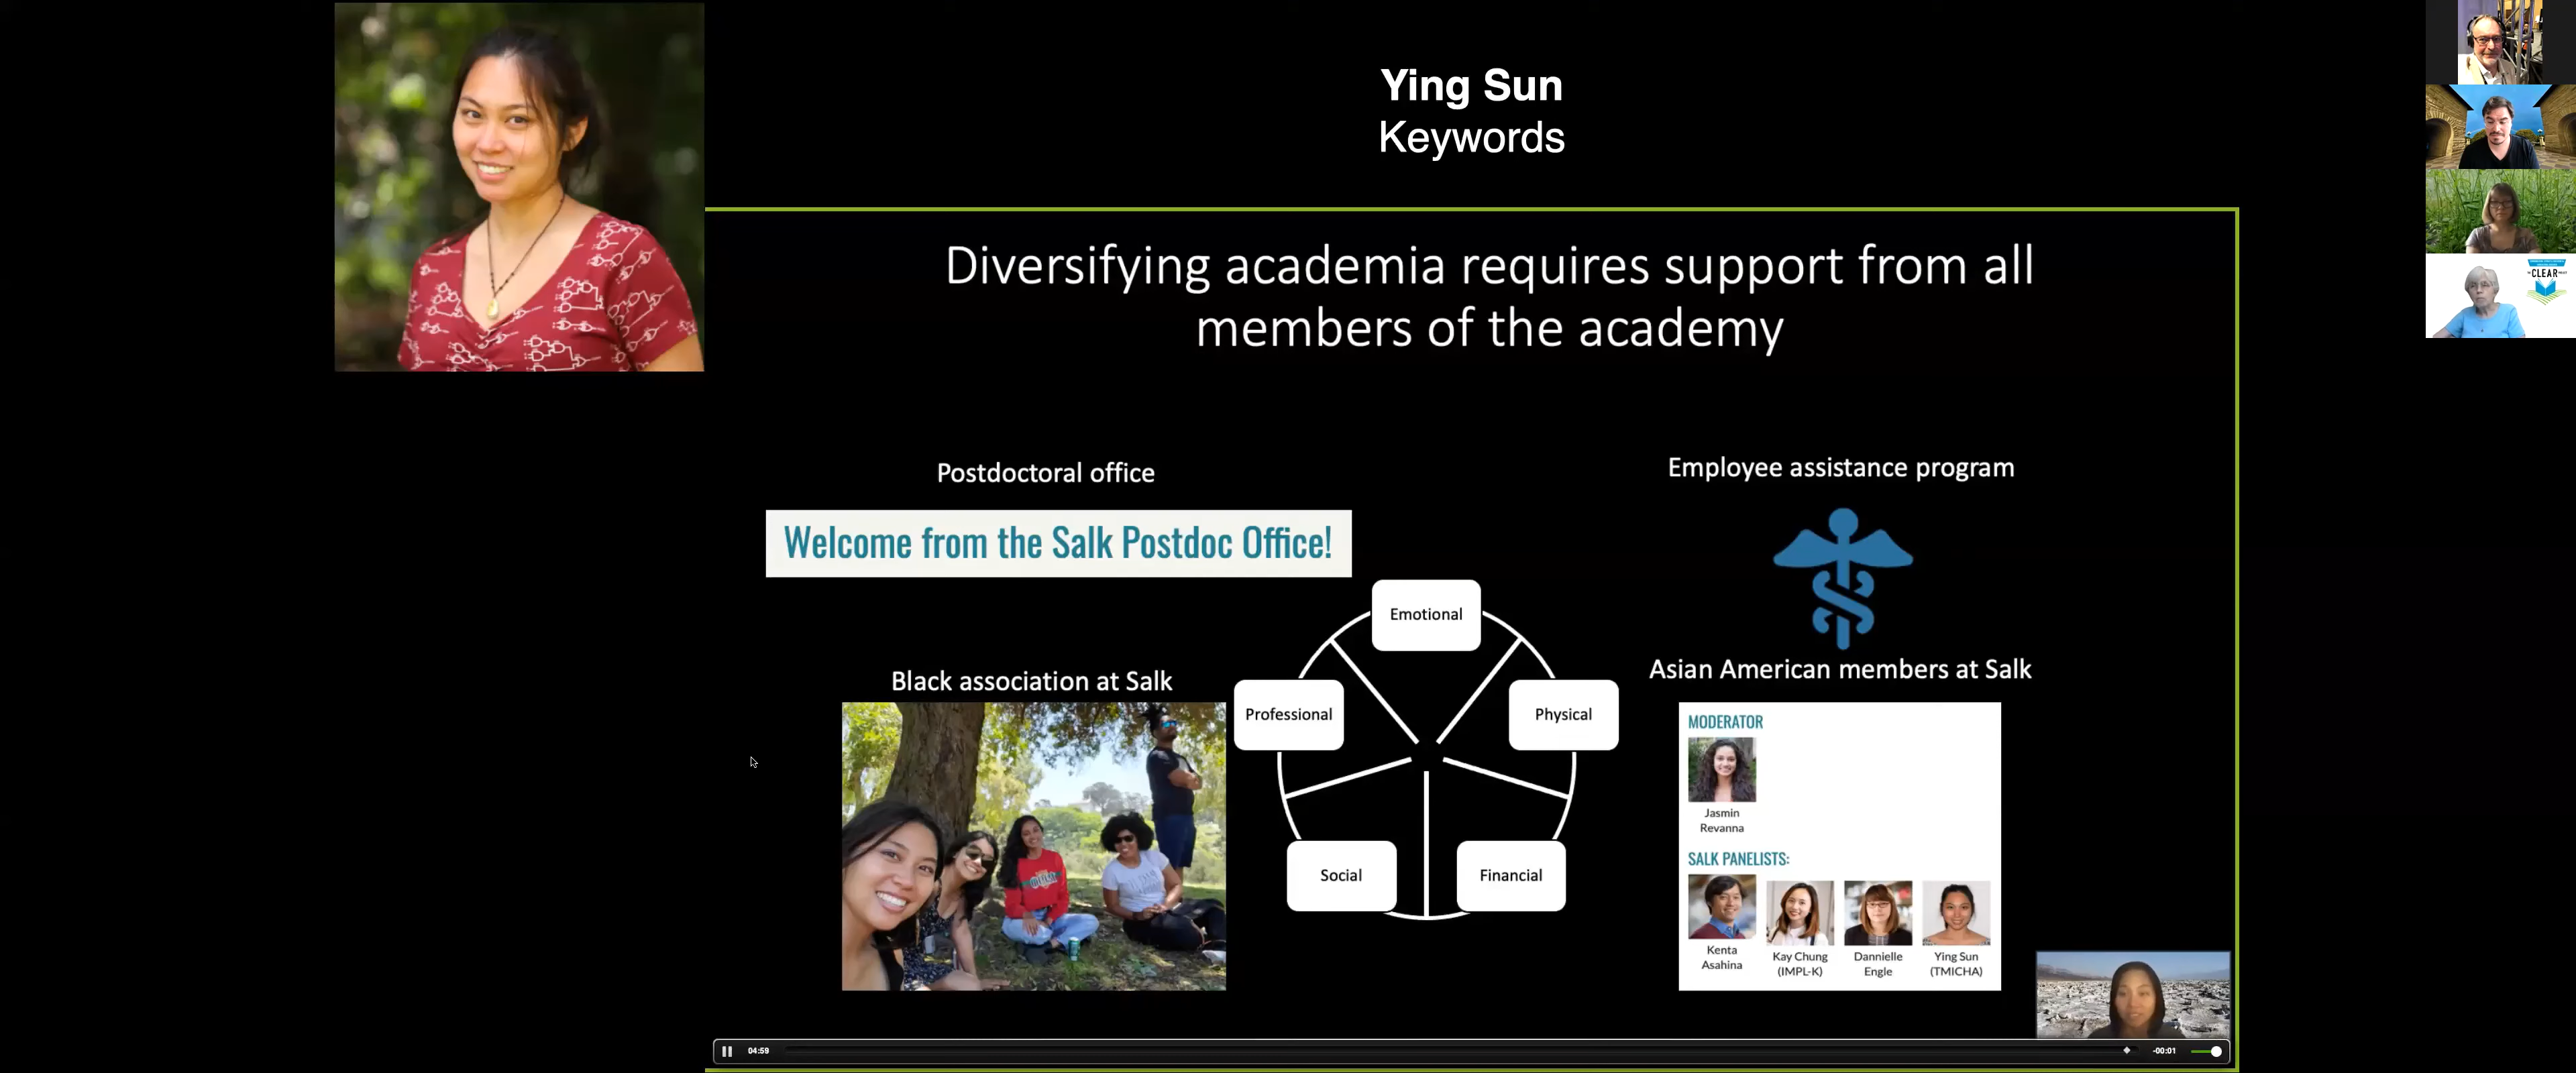 Ying Sun
Keywords
Diversifying academia requires support from all
members of the academy
Postdoctoral office
Welcome from the Salk Postdoc Office!
Employee assistance program
Black association at Salk
Emotional
Professional
Physical
Social
Financial
Asian American members at Salk
MODERATOR
Jasmin
Revanna
SALK PANELISTS:
Kenta
Asahina
Kay Chung
(IMPL-K)
Dannielle
Engle
Ying Sun
(TMICHA)
CLEAR
04:59
-00:01